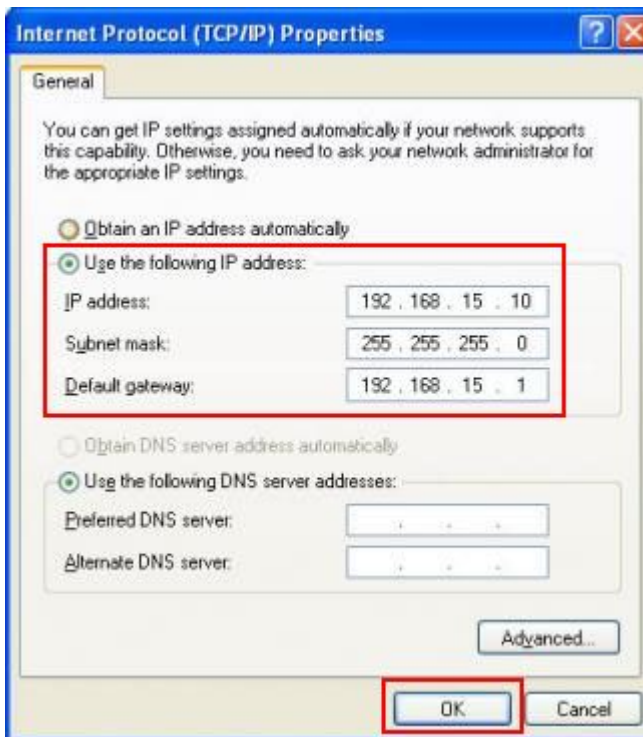 Internet Protocol (TCP/IP) Properties
General
You can get IP settings assigned automatically if your network supports
this capability. Otherwise, you need to ask your network administrator for
the appropriate IP settings.
Obtain an IP address automatically
Use the following IP address:
IP address: 192 . 168 . 15 . 10
Subnet mask: 255 . 255 . 255 . 0
Default gateway: 192 . 168 . 15 . 1
Obtain DNS server address automatically
Use the following DNS server addresses:
Preferred DNS server: . . .
Alternate DNS server: . . .
Advanced...
OK Cancel